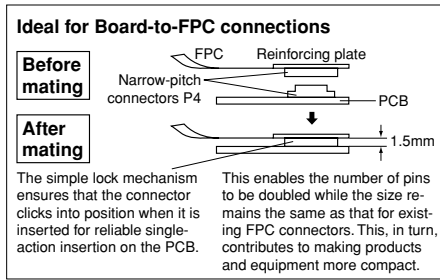 Ideal for Board-to-FPC connections
Before
mating
FPC
Reinforcing plate
Narrow-pitch
connectors P4
PCB
After
mating
1.5mm
The simple lock mechanism
ensures that the connector
clicks into position when it is
inserted for reliable single-
action insertion on the PCB.
This enables the number of pins
to be doubled while the size re-
mains the same as that for exist-
ing FPC connectors. This, in turn,
contributes to making products
and equipment more compact.